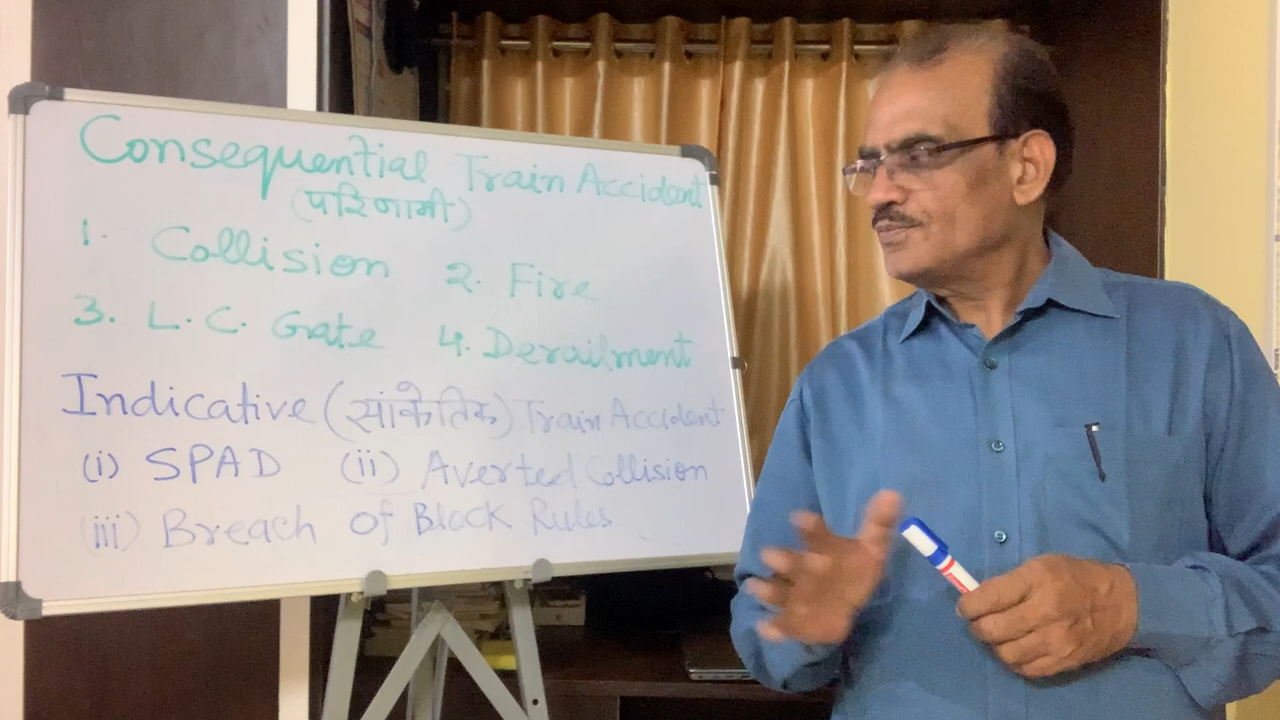 Consequential Train Accident
(परिणामी)
1. Collision 2. Fire
3. L.C. Gate 4. Derailment
Indicative (सांकेतिक) Train Accident
(i) SPAD (ii) Averted Collision
(iii) Breach of Block Rules